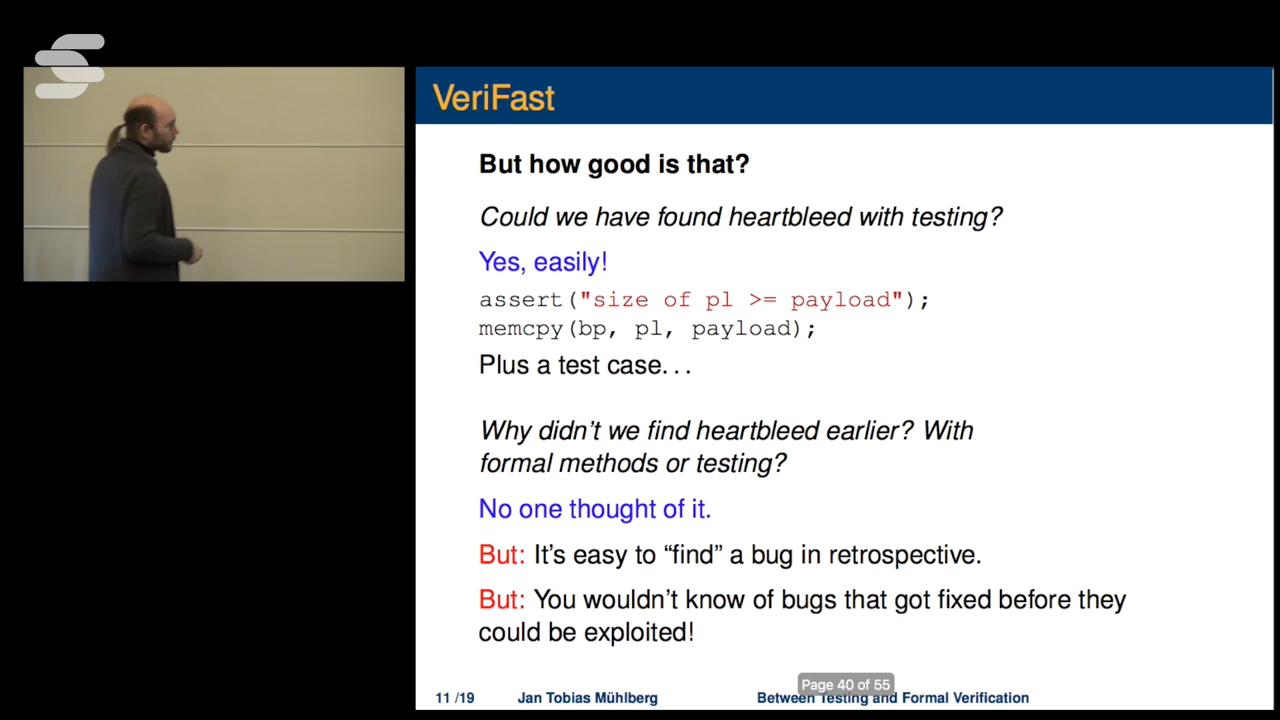 VeriFast
But how good is that?
Could we have found heartbleed with testing?
Yes, easily!
assert("size of pl >= payload");
memcpy(bp, pl, payload);
Plus a test case...
Why didn't we find heartbleed earlier? With
formal methods or testing?
No one thought of it.
But: It's easy to “find” a bug in retrospective.
But: You wouldn't know of bugs that got fixed before they
could be exploited!
Page 40 of 55
11 /19 Jan Tobias Mühlberg Between Testing and Formal Verification